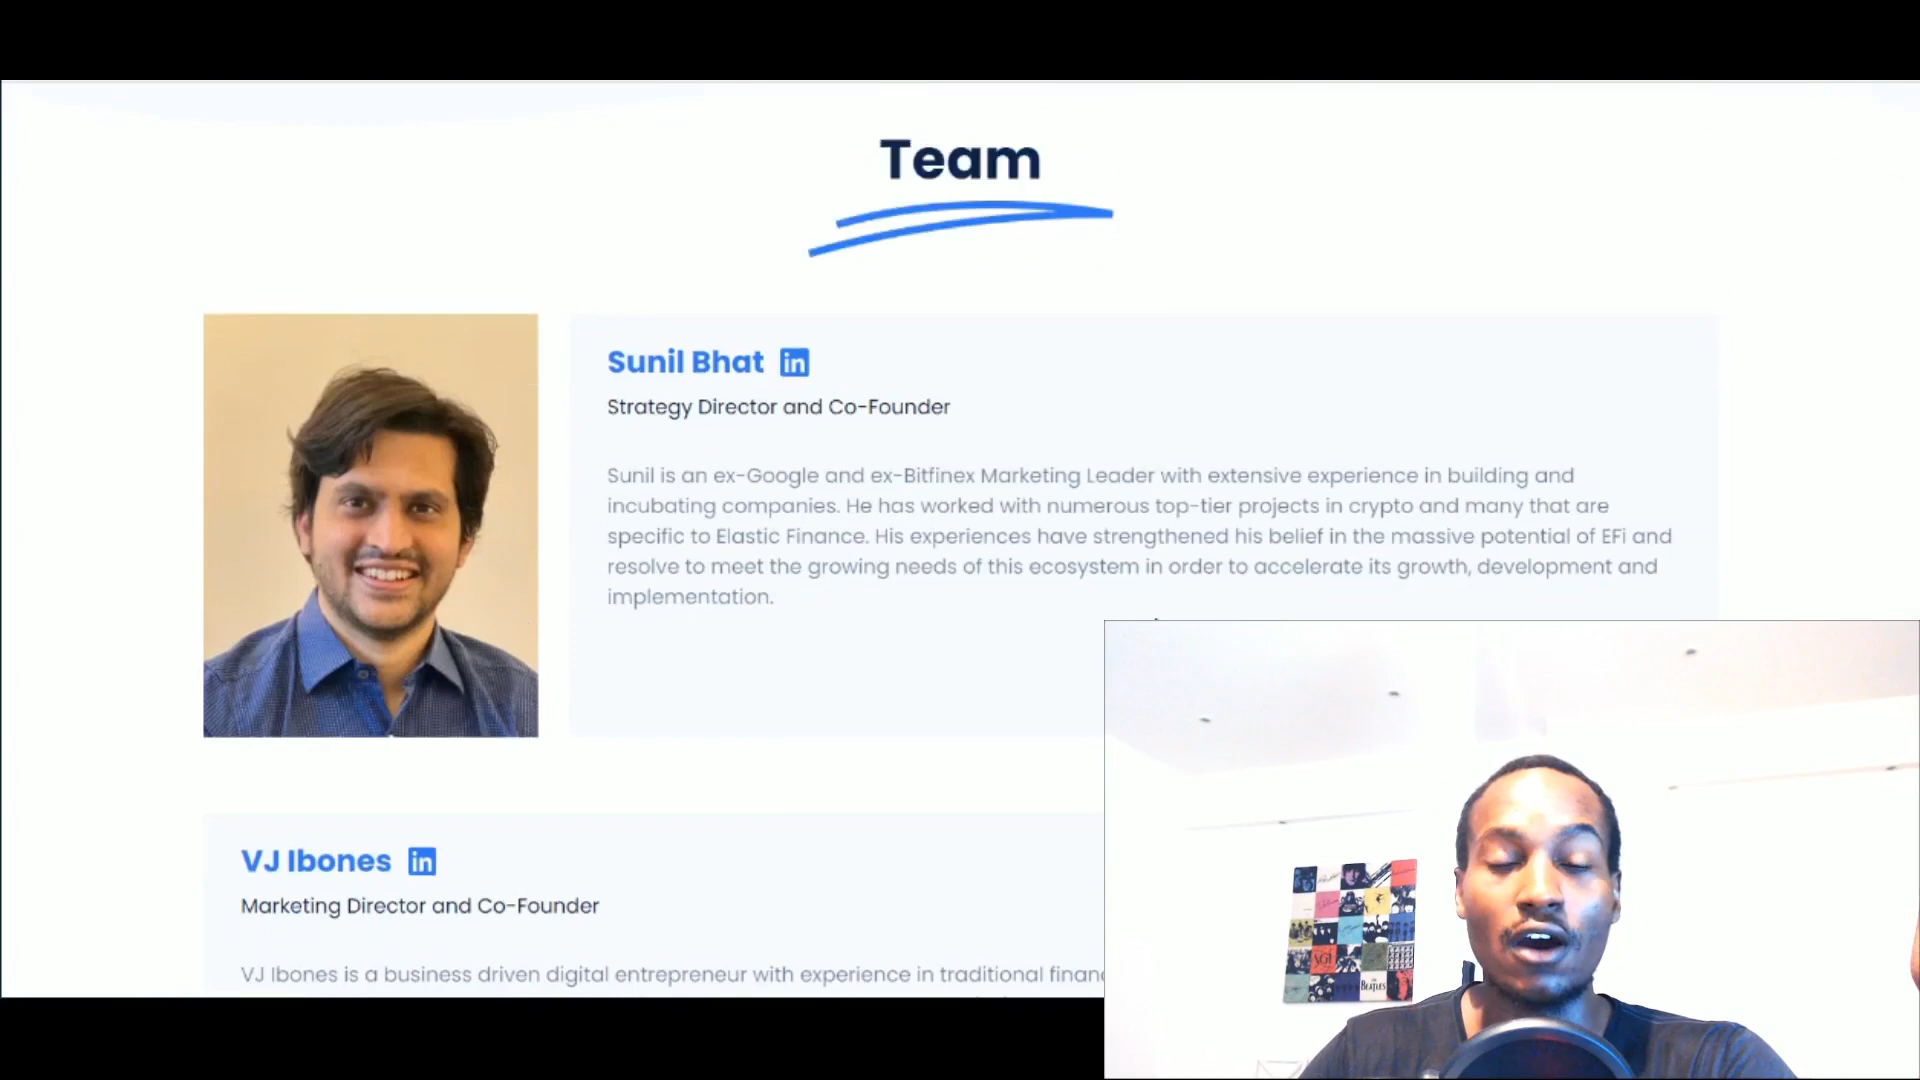 Team
Sunil Bhat in
Strategy Director and Co-Founder
Sunil is an ex-Google and ex-Bitfinex Marketing Leader with extensive experience in building and
incubating companies. He has worked with numerous top-tier projects in crypto and many that are
specific to Elastic Finance. His experiences have strengthened his belief in the massive potential of EFi and
resolve to meet the growing needs of this ecosystem in order to accelerate its growth, development and
implementation.
VJ Ibones in
Marketing Director and Co-Founder
VJ Ibones is a business driven digital entrepreneur with experience in traditional financ
BEATLES